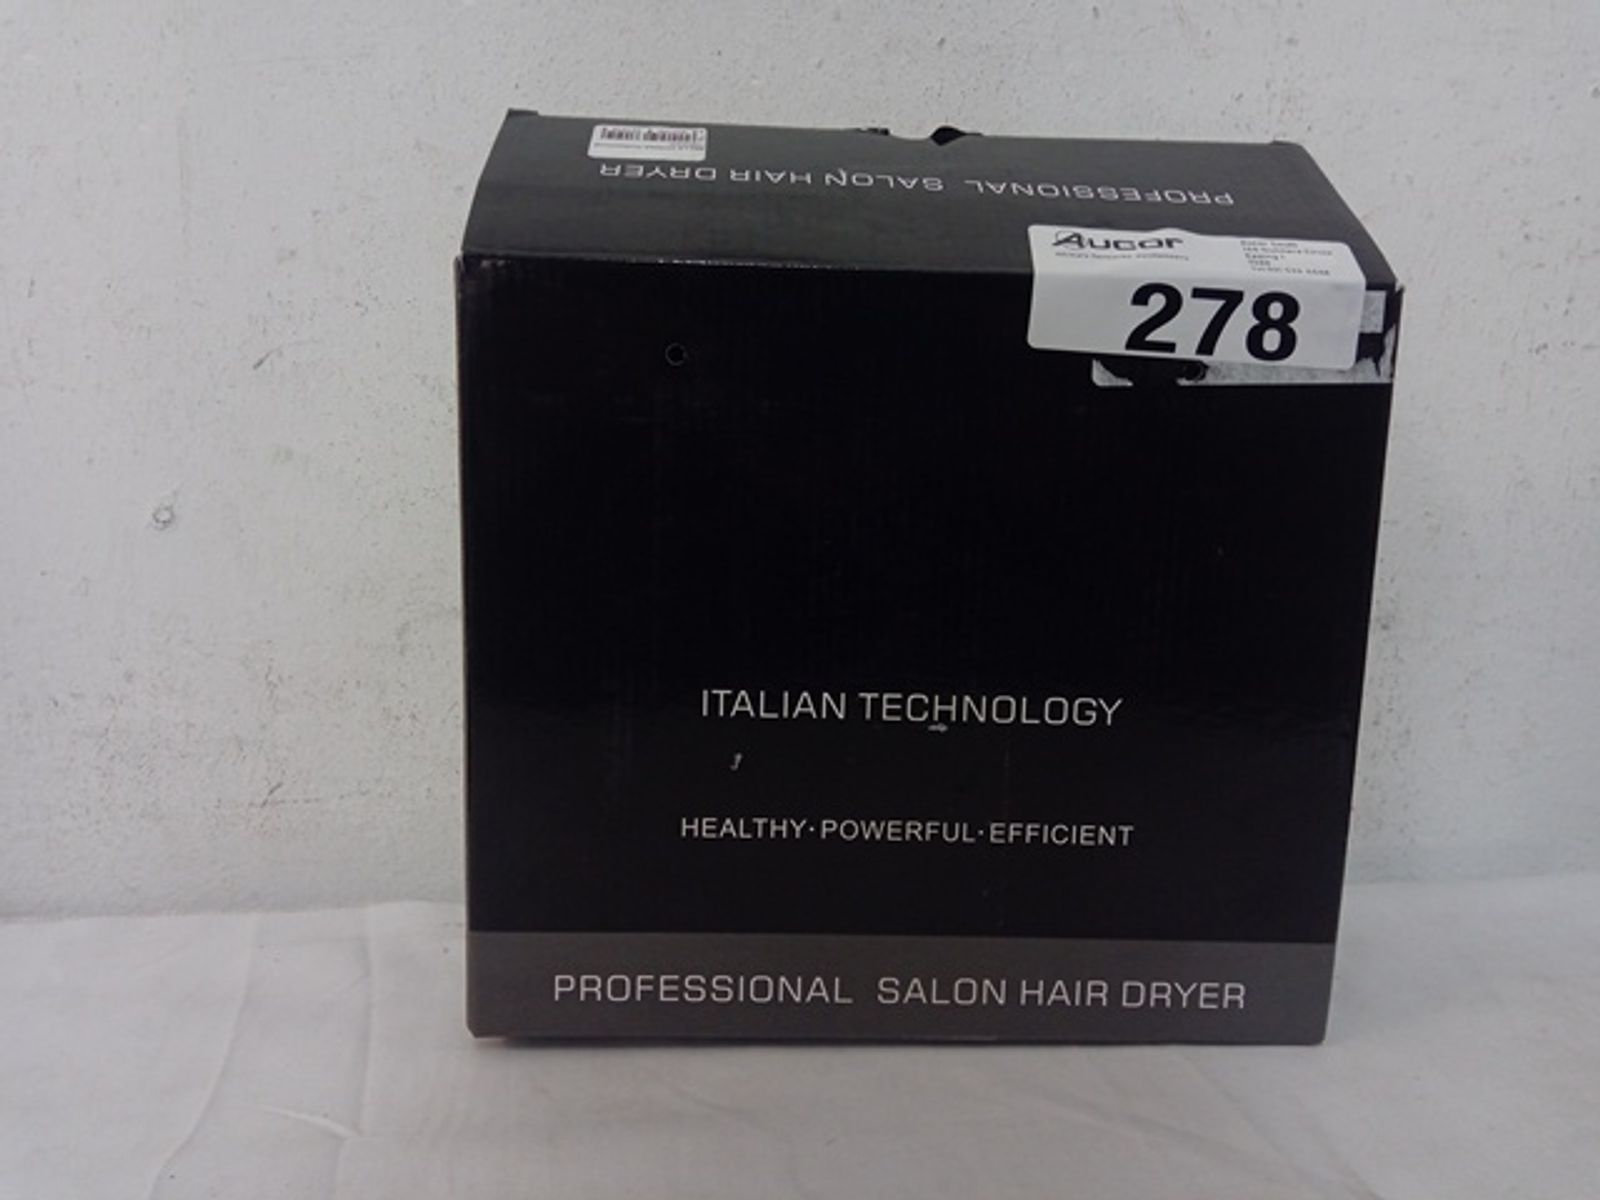 PROFESSIONAL SALON HAIR DRYER
Aucor
278
ITALIAN TECHNOLOGY
HEALTHY·POWERFUL·EFFICIENT
PROFESSIONAL SALON HAIR DRYER